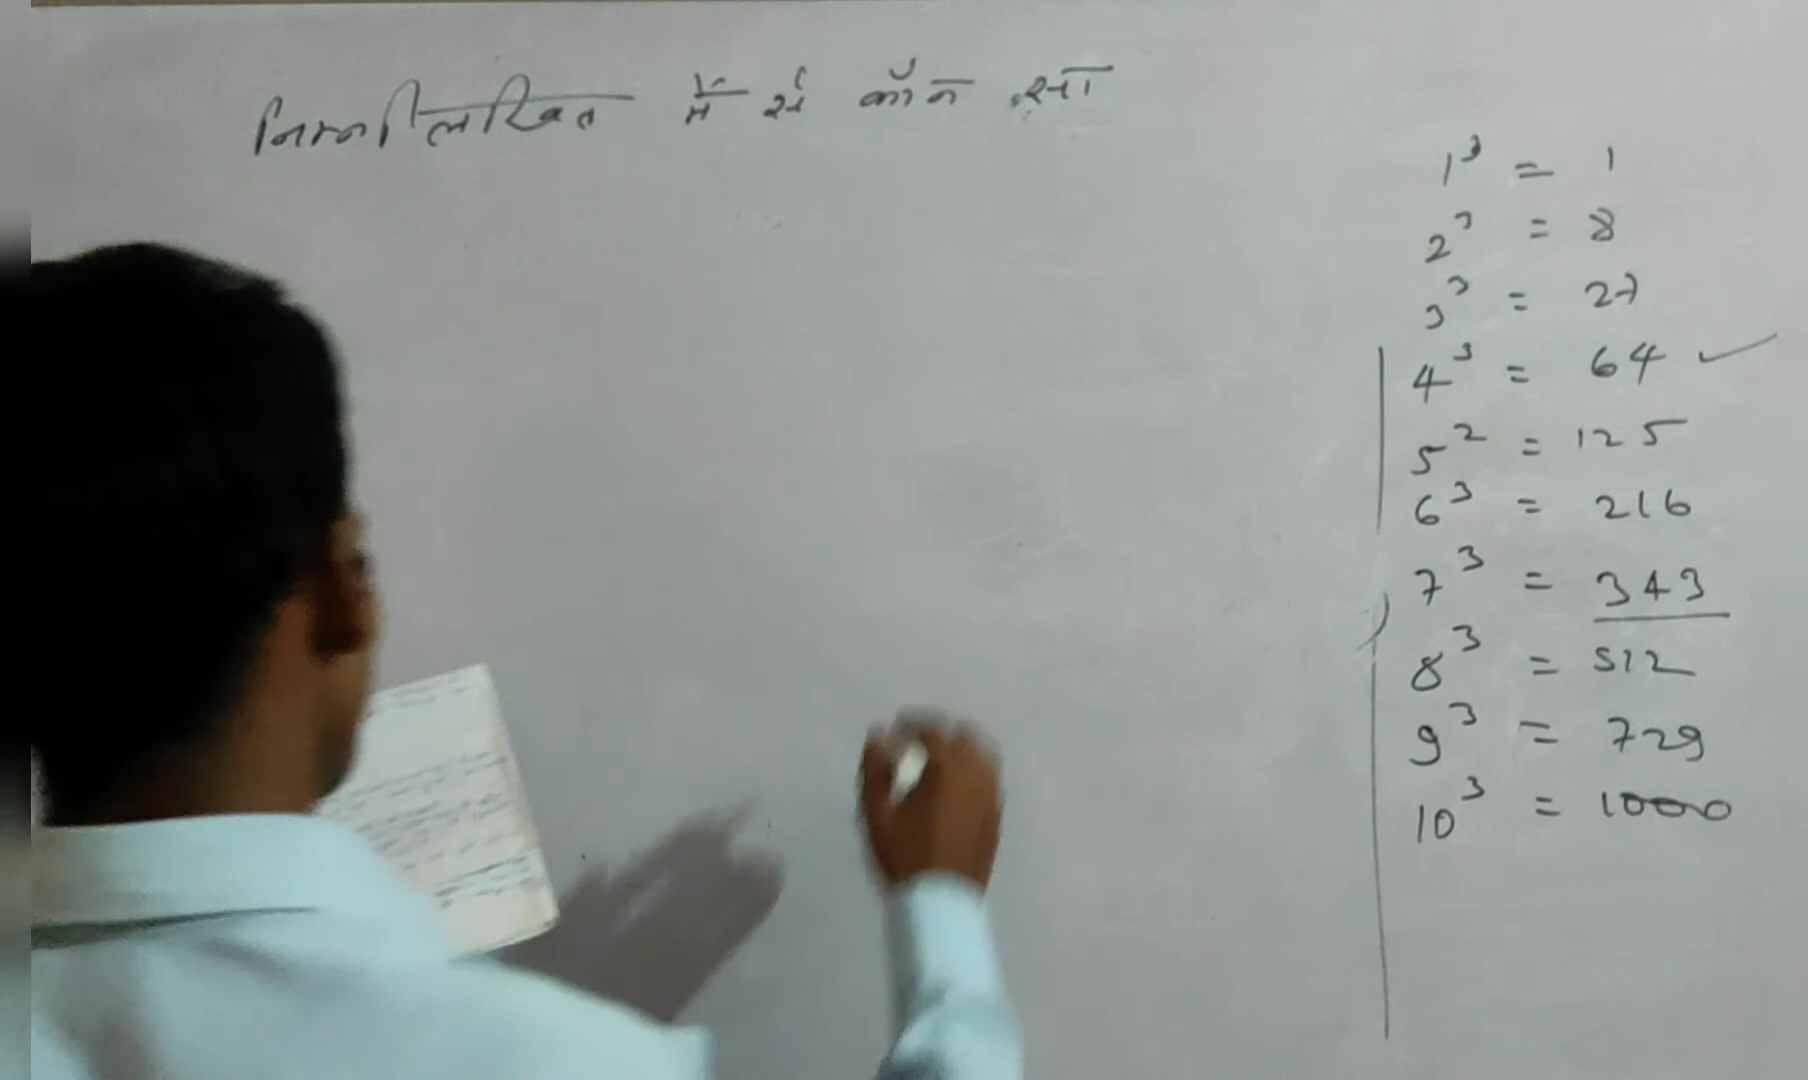 निम्नलिखित में से कौन सा
1³ = 1
2³ = 8
3³ = 27
4³ = 64 ✓
5² = 125
6³ = 216
7³ = 343
8³ = 512
9³ = 729
10³ = 1000